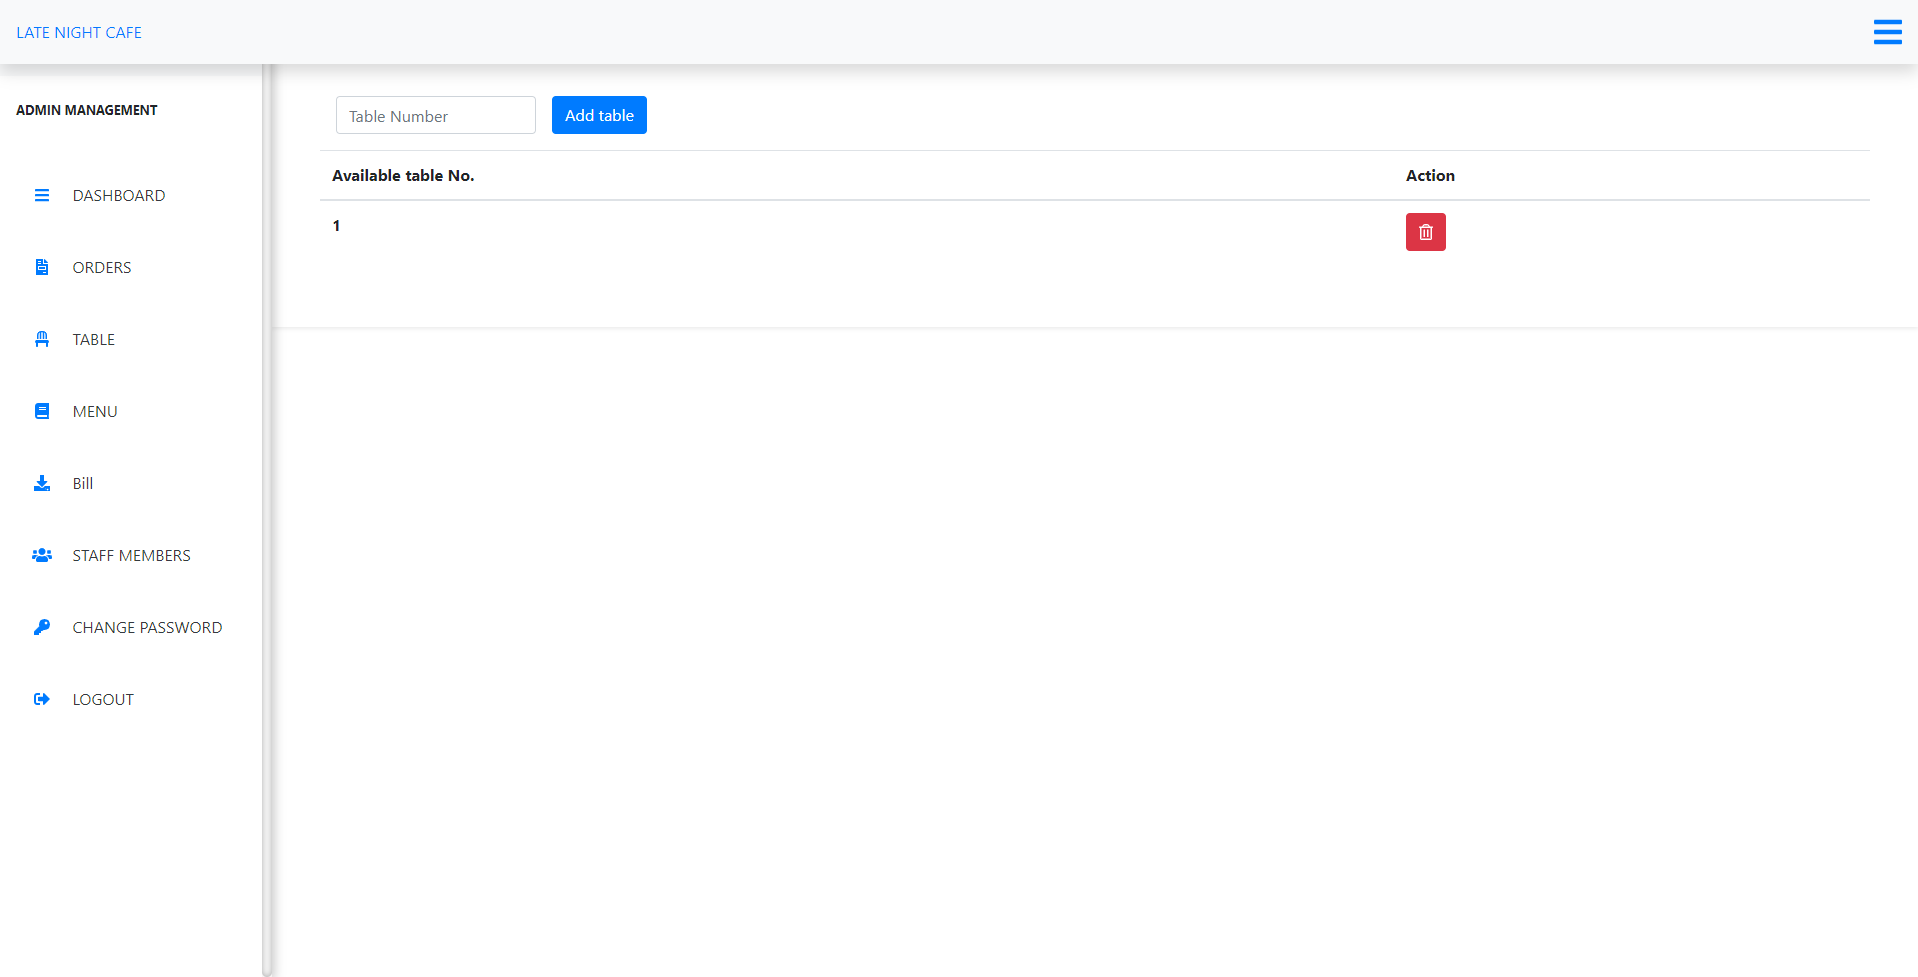 LATE NIGHT CAFE
ADMIN MANAGEMENT
DASHBOARD
ORDERS
TABLE
MENU
Bill
STAFF MEMBERS
CHANGE PASSWORD
LOGOUT
Table Number
Add table
Available table No. Action
1